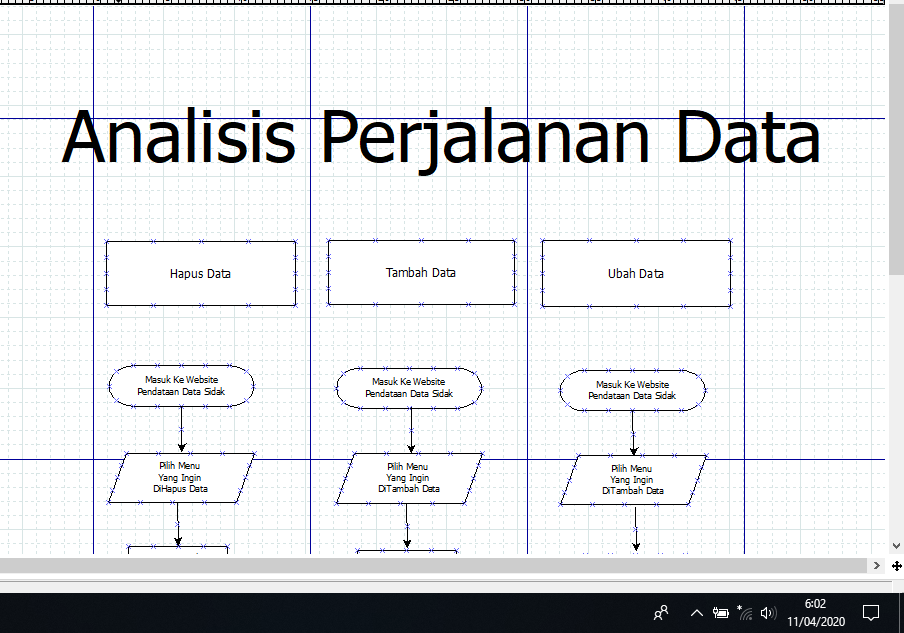 Analisis Perjalanan Data
Hapus Data
Tambah Data
Ubah Data
Masuk Ke Website
Pendataan Data Sidak
Masuk Ke Website
Pendataan Data Sidak
Masuk Ke Website
Pendataan Data Sidak
Pilih Menu
Yang Ingin
DiHapus Data
Pilih Menu
Yang Ingin
DiTambah Data
Pilih Menu
Yang Ingin
DiTambah Data
6:02
11/04/2020